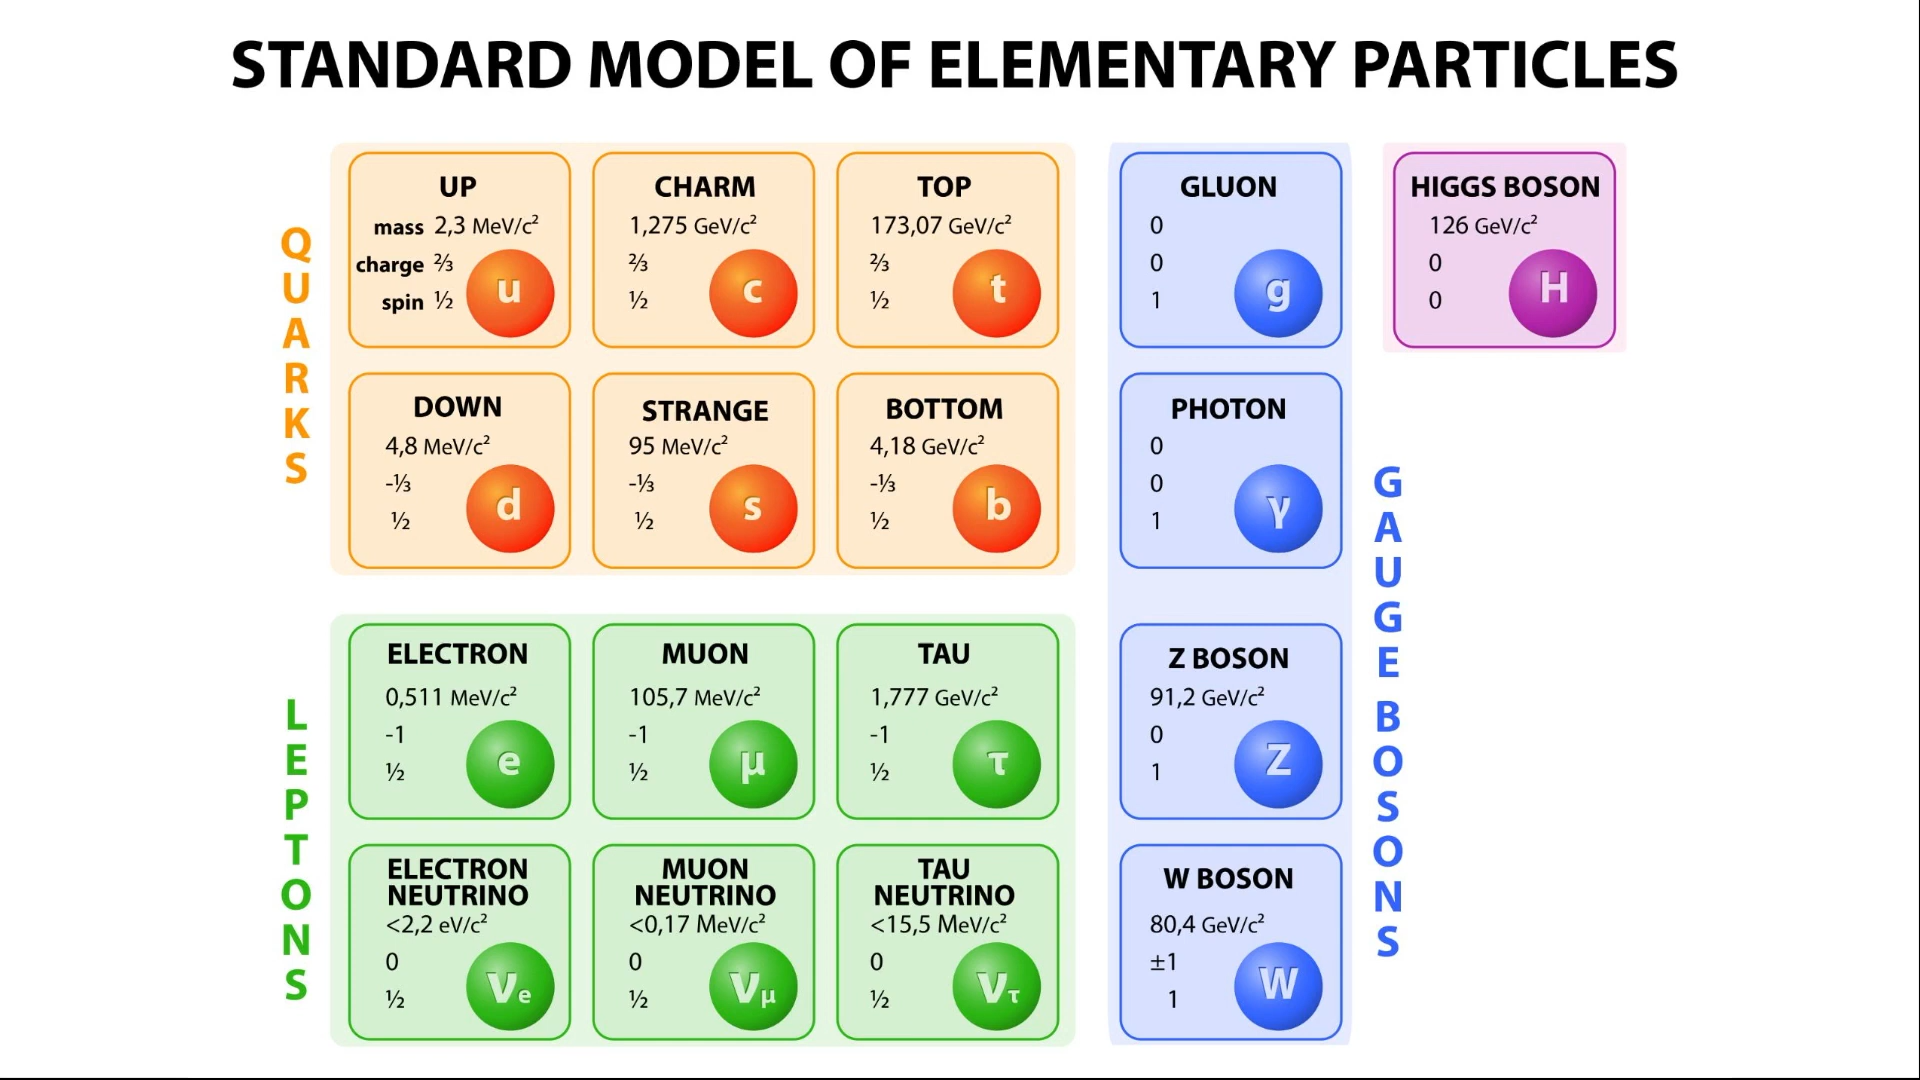 STANDARD MODEL OF ELEMENTARY PARTICLES
QUARKS
UP
mass 2,3 MeV/c²
charge ⅔
spin ½
u
CHARM
1,275 GeV/c²
⅔
½
c
TOP
173,07 GeV/c²
⅔
½
t
GLUON
0
0
1
g
HIGGS BOSON
126 GeV/c²
0
0
H
DOWN
4,8 MeV/c²
-⅓
½
d
STRANGE
95 MeV/c²
-⅓
½
s
BOTTOM
4,18 GeV/c²
-⅓
½
b
PHOTON
0
0
1
γ
GAUGE BOSONS
LEPTONS
ELECTRON
0,511 MeV/c²
-1
½
e
MUON
105,7 MeV/c²
-1
½
μ
TAU
1,777 GeV/c²
-1
½
τ
Z BOSON
91,2 GeV/c²
0
1
Z
ELECTRON
NEUTRINO
<2,2 eV/c²
0
½
νe
MUON
NEUTRINO
<0,17 MeV/c²
0
½
νμ
TAU
NEUTRINO
<15,5 MeV/c²
0
½
ντ
W BOSON
80,4 GeV/c²
±1
1
W